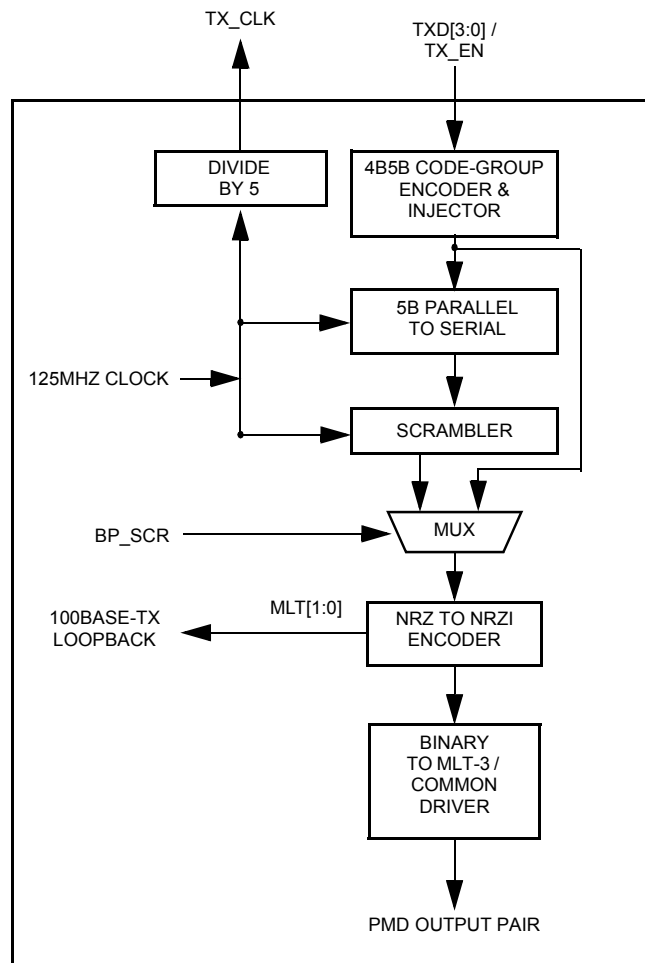 TX_CLK
TXD[3:0] /
TX_EN
DIVIDE
BY 5
4B5B CODE-GROUP
ENCODER &
INJECTOR
5B PARALLEL
TO SERIAL
125MHZ CLOCK
SCRAMBLER
BP_SCR
MUX
100BASE-TX
LOOPBACK
MLT[1:0]
NRZ TO NRZI
ENCODER
BINARY
TO MLT-3 /
COMMON
DRIVER
PMD OUTPUT PAIR